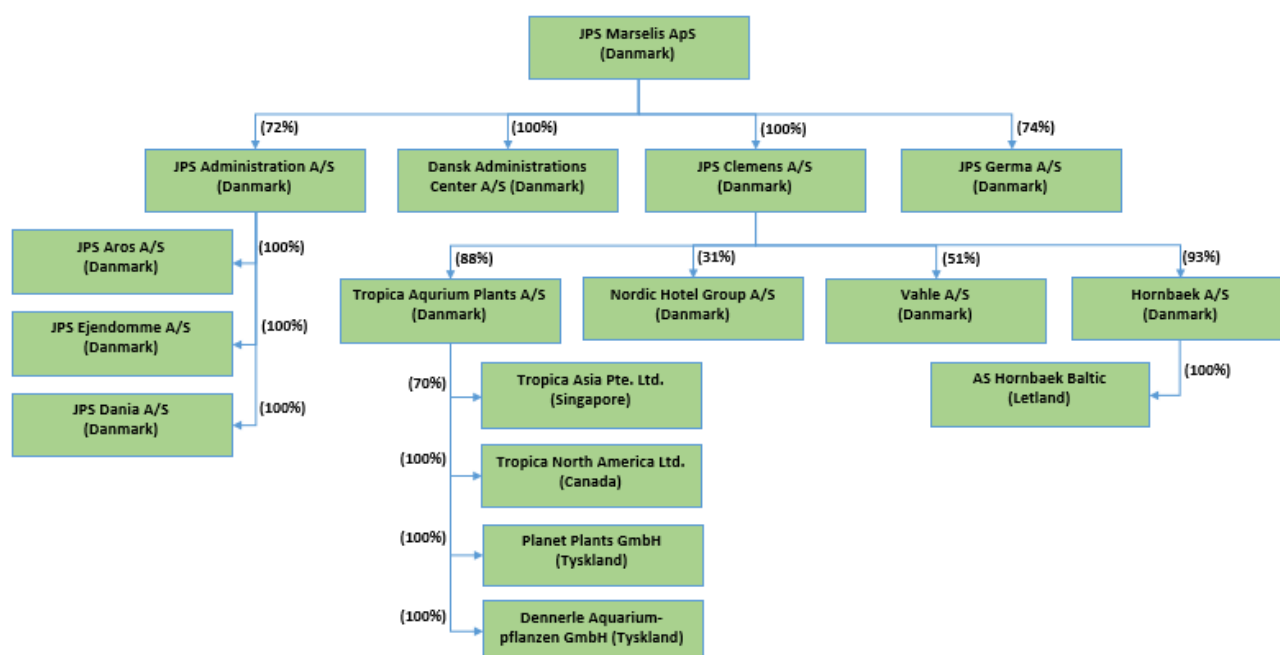 JPS Marselis ApS
(Danmark)
(72%)
(100%)
(100%)
(74%)
JPS Administration A/S
(Danmark)
Dansk Administrations
Center A/S (Danmark)
JPS Clemens A/S
(Danmark)
JPS Germa A/S
(Danmark)
JPS Aros A/S
(Danmark)
(100%)
JPS Ejendomme A/S
(Danmark)
(100%)
JPS Dania A/S
(Danmark)
(100%)
(88%)
(31%)
(51%)
(93%)
Tropica Aqurium Plants A/S
(Danmark)
Nordic Hotel Group A/S
(Danmark)
Vahle A/S
(Danmark)
Hornbaek A/S
(Danmark)
(70%)
Tropica Asia Pte. Ltd.
(Singapore)
AS Hornbaek Baltic
(Letland)
(100%)
(100%)
Tropica North America Ltd.
(Canada)
(100%)
Planet Plants GmbH
(Tyskland)
(100%)
Dennerle Aquarium-
pflanzen GmbH (Tyskland)